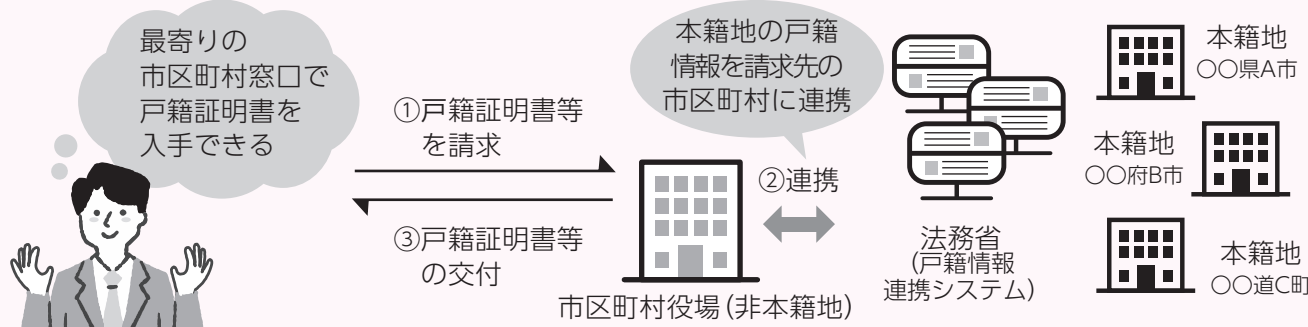 最寄りの
市区町村窓口で
戸籍証明書を
入手できる
①戸籍証明書等
を請求
③戸籍証明書等
の交付
本籍地の戸籍
情報を請求先の
市区町村に連携
②連携
市区町村役場(非本籍地)
法務省
(戸籍情報
連携システム)
本籍地
○○県A市
本籍地
○○府B市
本籍地
○○道C町